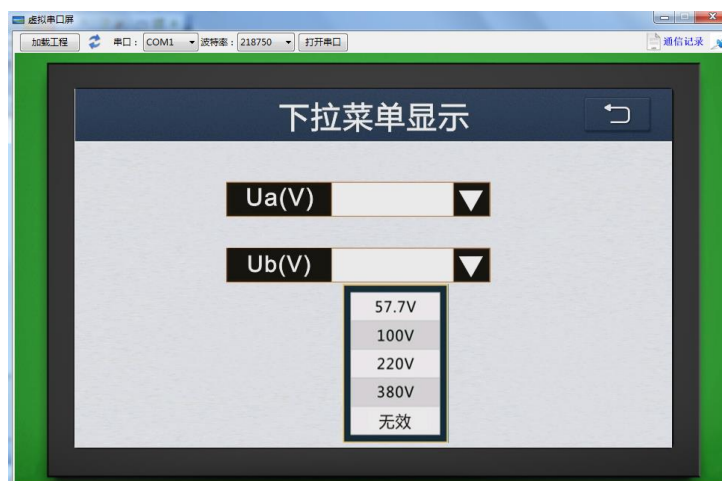 虚拟串口屏
加载工程 串口： COM1 波特率： 218750 打开串口 通信记录
下拉菜单显示
Ua(V)
Ub(V)
57.7V
100V
220V
380V
无效